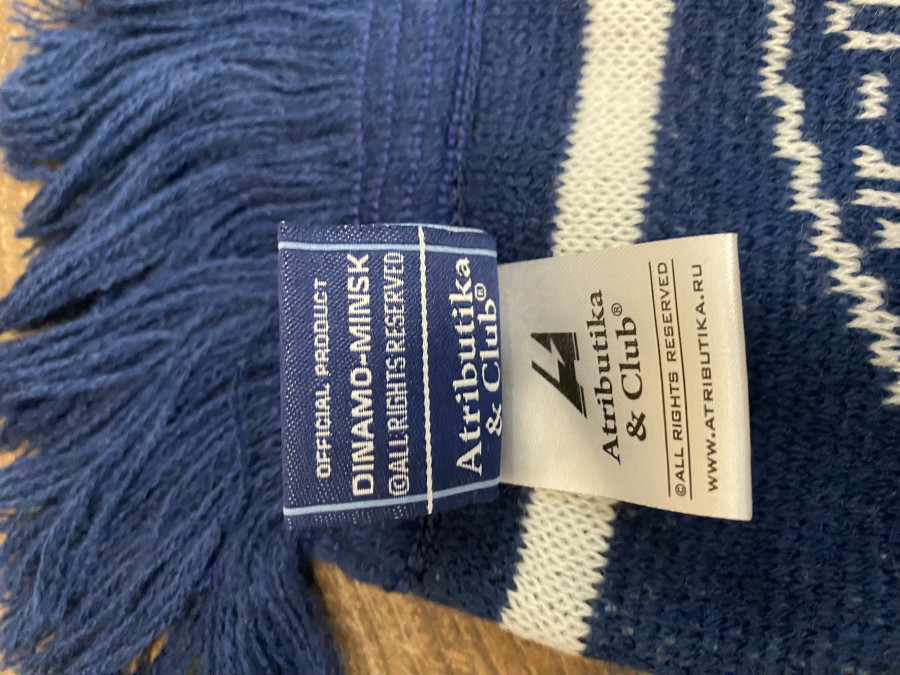 OFFICIAL PRODUCT
DINAMO-MINSK
©ALL RIGHTS RESERVED
Atributika
& Club®
Atributika
& Club®
©ALL RIGHTS RESERVED
WWW.ATRIBUTIKA.RU